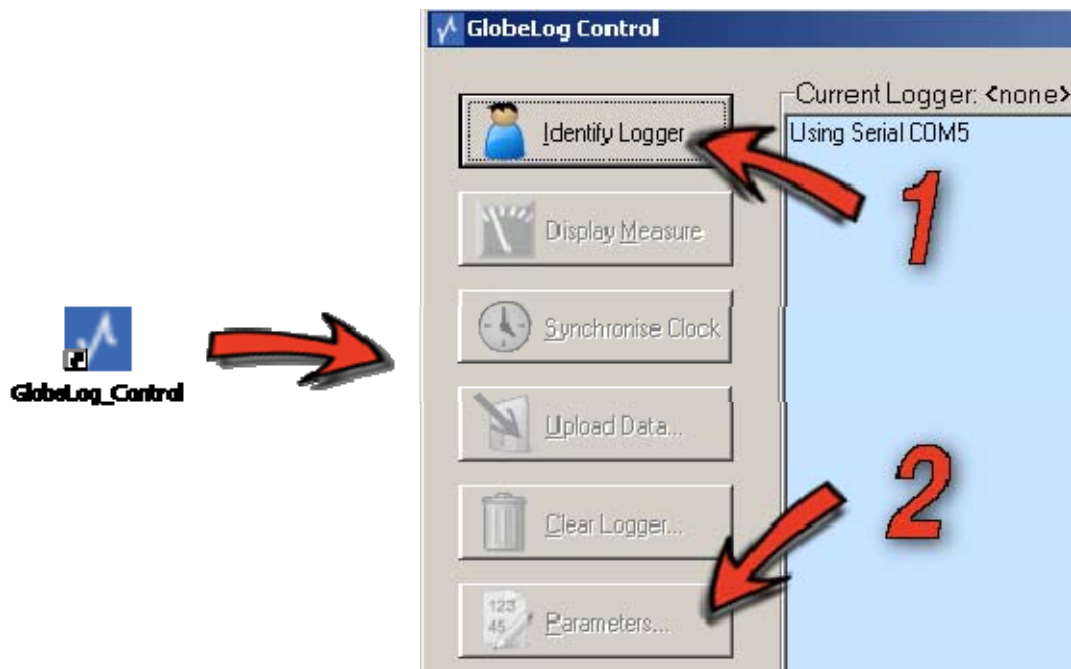 GlobeLog Control
Identify Logger
Current Logger: <none>
Using Serial COM5
1
Display Measure
GlobeLog_Control
Synchronise Clock
Upload Data...
Clear Logger...
2
123
45
Parameters...